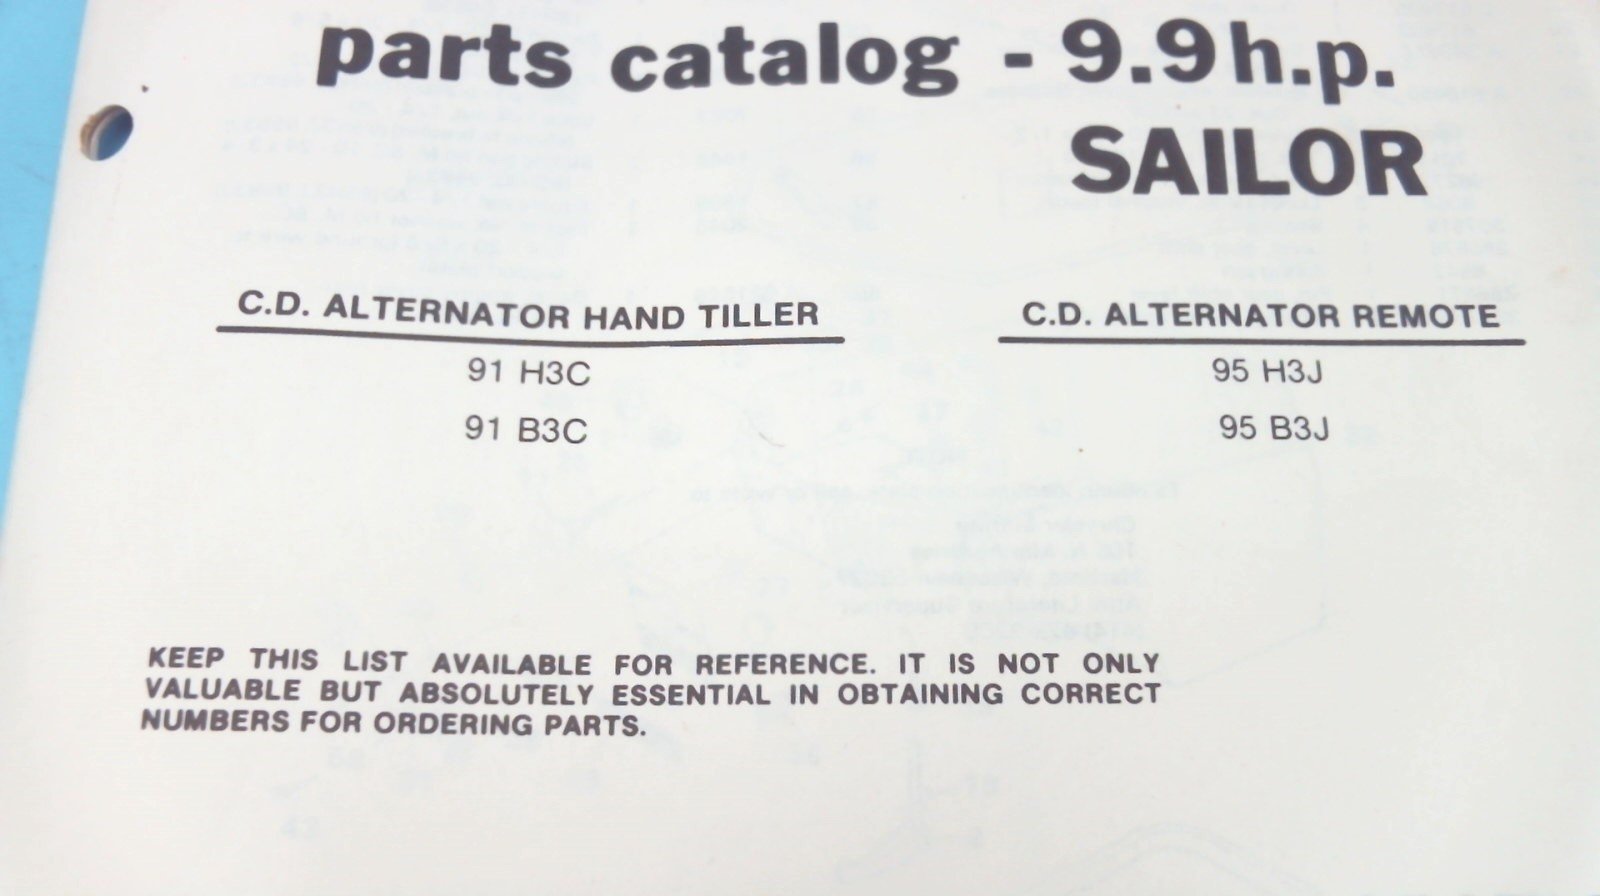 parts catalog - 9.9 h.p.
SAILOR
C.D. ALTERNATOR HAND TILLER
91 H3C
91 B3C
C.D. ALTERNATOR REMOTE
95 H3J
95 B3J
KEEP THIS LIST AVAILABLE FOR REFERENCE. IT IS NOT ONLY
VALUABLE BUT ABSOLUTELY ESSENTIAL IN OBTAINING CORRECT
NUMBERS FOR ORDERING PARTS.